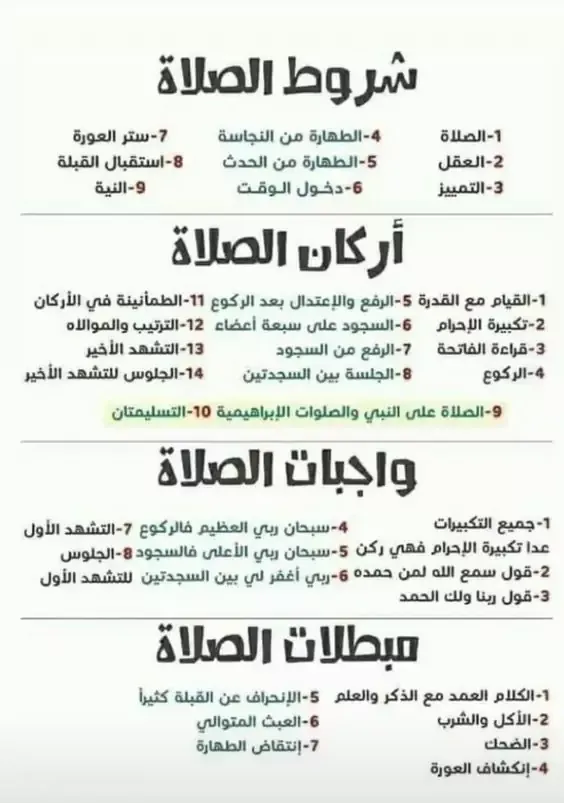 شروط الصلاة
1-الصلاة
2-العقل
3-التمييز
4-الطهارة من النجاسة
5-الطهارة من الحدث
6-دخول الوقت
7-ستر العورة
8-استقبال القبلة
9-النية
أركان الصلاة
1-القيام مع القدرة
2-تكبيرة الإحرام
3-قراءة الفاتحة
4-الركوع
5-الرفع والإعتدال بعد الركوع
6-السجود على سبعة أعضاء
7-الرفع من السجود
8-الجلسة بين السجدتين
11-الطمأنينة في الأركان
12-الترتيب والموالاه
13-التشهد الأخير
14-الجلوس للتشهد الأخير
9-الصلاة على النبي والصلوات الإبراهيمية 10-التسليمتان
واجبات الصلاة
1-جميع التكبيرات
عدا تكبيرة الإحرام فهي ركن
2-قول سمع الله لمن حمده
3-قول ربنا ولك الحمد
4-سبحان ربي العظيم فالركوع
5-سبحان ربي الأعلى فالسجود
6-ربي أغفر لي بين السجدتين
7-التشهد الأول
8-الجلوس
للتشهد الأول
مبطلات الصلاة
1-الكلام العمد مع الذكر والعلم
2-الأكل والشرب
3-الضحك
4-إنكشاف العورة
5-الإنحراف عن القبلة كثيراً
6-العبث المتوالي
7-إنتقاض الطهارة